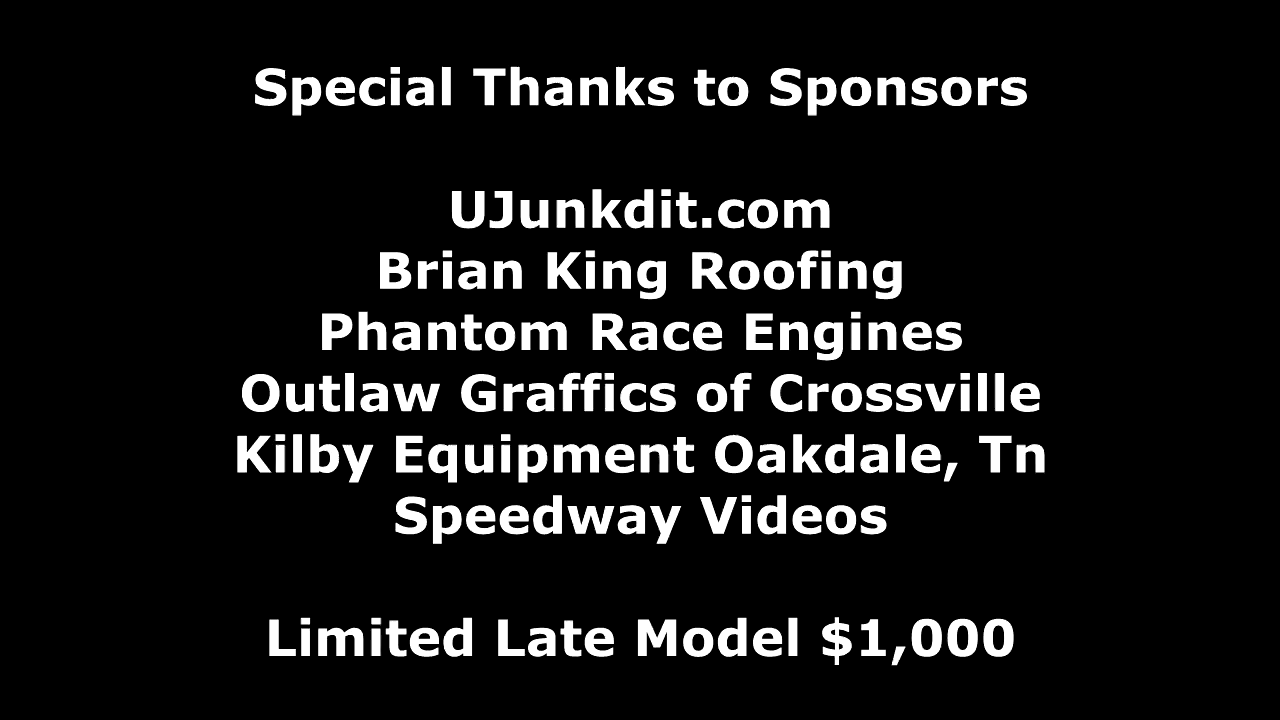 Special Thanks to Sponsors
UJunkdit.com
Brian King Roofing
Phantom Race Engines
Outlaw Graffics of Crossville
Kilby Equipment Oakdale, Tn
Speedway Videos
Limited Late Model $1,000